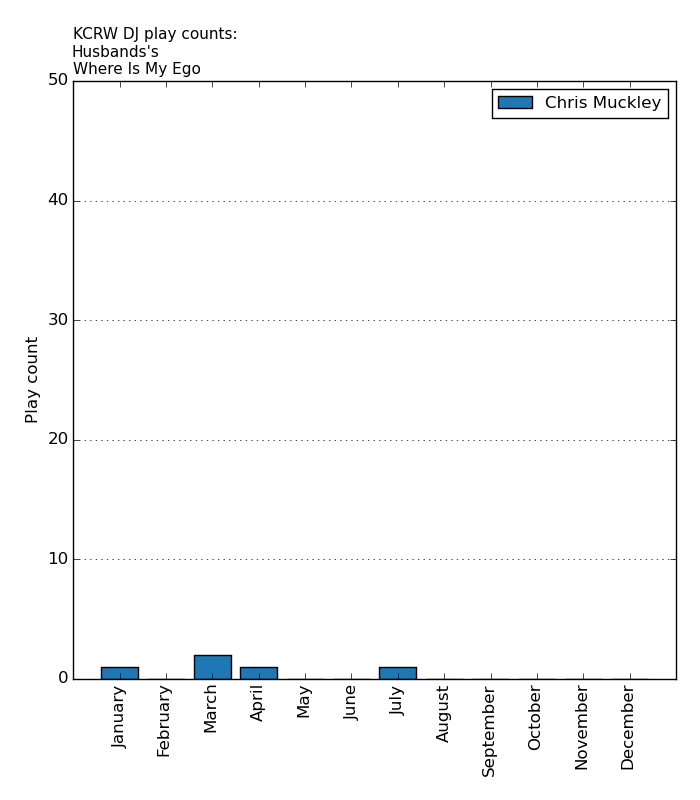 KCRW DJ play counts:
Husbands's
Where Is My Ego
Chris Muckley
50
40
30
20
10
0
Play count
January
February
March
April
May
June
July
August
September
October
November
December